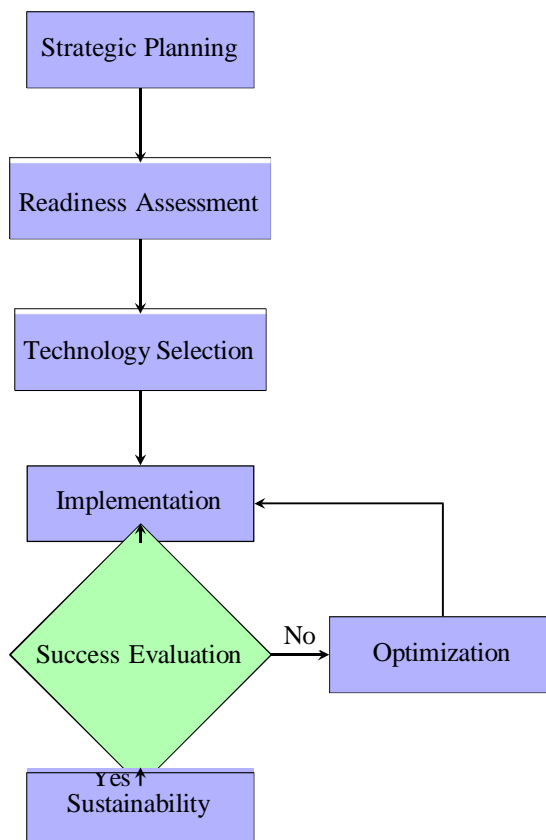 Strategic Planning
Readiness Assessment
Technology Selection
Implementation
No
Success Evaluation
Optimization
Yes
Sustainability